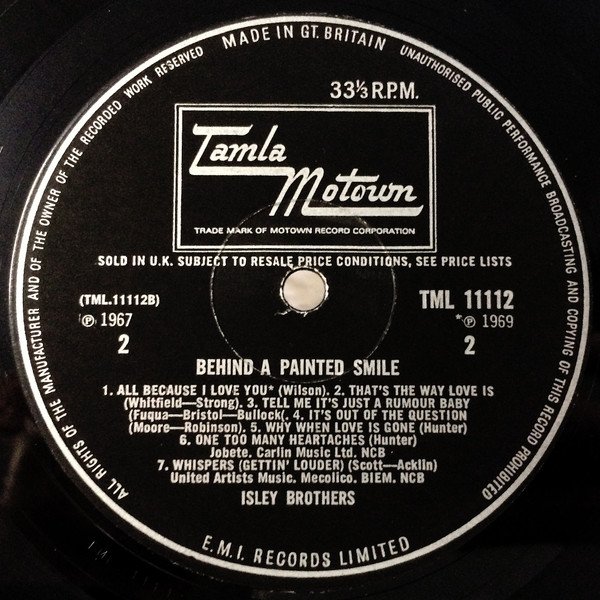 MADE IN GT. BRITAIN
ALL RIGHTS OF THE MANUFACTURER AND OF THE OWNER OF THE RECORDED WORK RESERVED
UNAUTHORISED PUBLIC PERFORMANCE BROADCASTING AND COPYING OF THIS RECORD PROHIBITED
33⅓ R.P.M.
Tamla
Motown
TRADE MARK OF MOTOWN RECORD CORPORATION
SOLD IN U.K. SUBJECT TO RESALE PRICE CONDITIONS, SEE PRICE LISTS
(TML.11112B)
TML 11112
℗ 1967
*℗ 1969
2
2
BEHIND A PAINTED SMILE
1. ALL BECAUSE I LOVE YOU* (Wilson). 2. THAT'S THE WAY LOVE IS
(Whitfield—Strong). 3. TELL ME IT'S JUST A RUMOUR BABY
(Fuqua—Bristol—Bullock). 4. IT'S OUT OF THE QUESTION
(Moore—Robinson). 5. WHY WHEN LOVE IS GONE (Hunter)
6. ONE TOO MANY HEARTACHES (Hunter)
Jobete, Carlin Music Ltd. NCB
7. WHISPERS (GETTIN' LOUDER) (Scott—Acklin)
United Artists Music. Mecolico. BIEM. NCB
ISLEY BROTHERS
E.M.I. RECORDS LIMITED